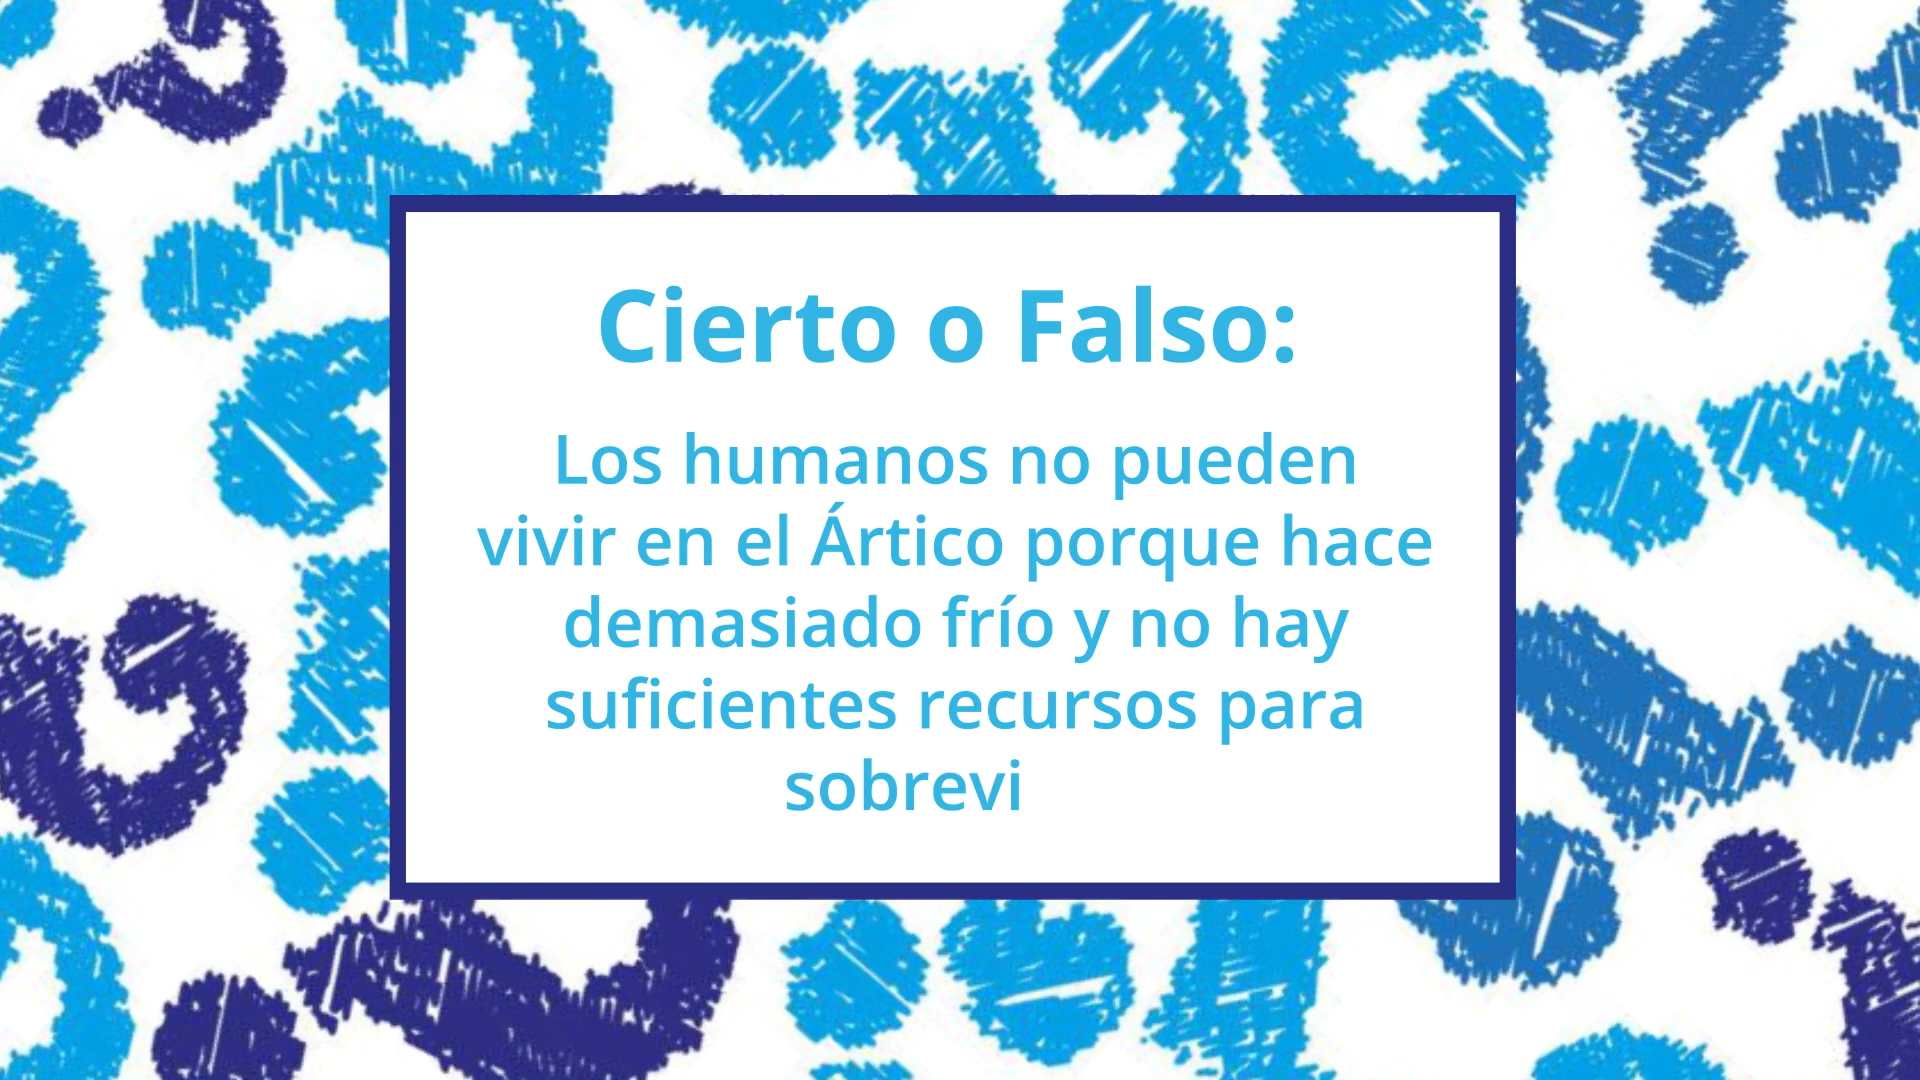 Cierto o Falso:
Los humanos no pueden
vivir en el Ártico porque hace
demasiado frío y no hay
suficientes recursos para
sobrevi